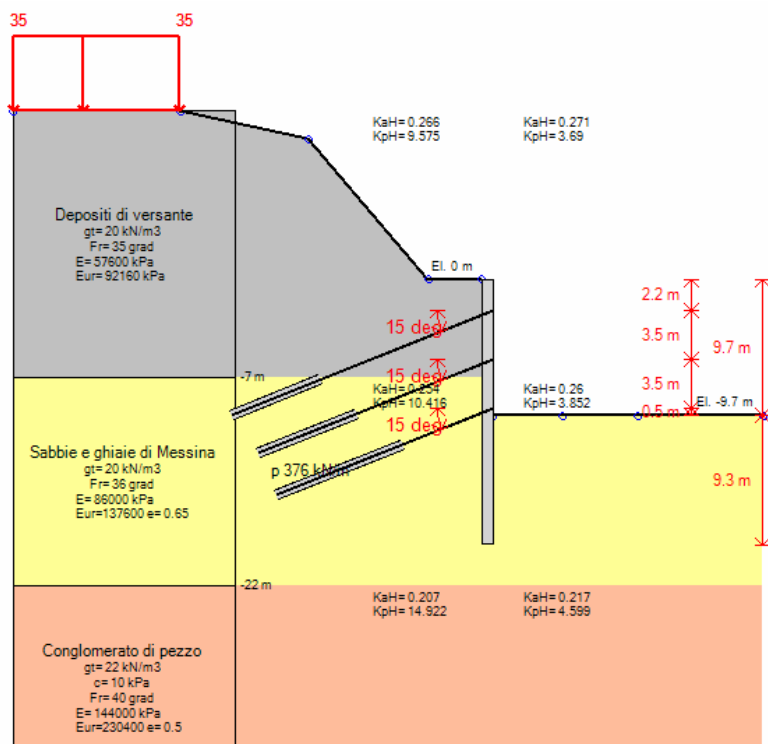 35
35
KaH= 0.266
KpH= 9.575
KaH= 0.271
KpH= 3.69
Depositi di versante
gt= 20 kN/m3
Fr= 35 grad
E= 57600 kPa
Eur= 92160 kPa
El. 0 m
2.2 m
15 deg
3.5 m
9.7 m
-7 m
15 deg
KaH= 0.254
KpH= 10.416
KaH= 0.26
KpH= 3.852
3.5 m
El. -9.7 m
0.5 m
15 deg
Sabbie e ghiaie di Messina
gt= 20 kN/m3
Fr= 36 grad
E= 86000 kPa
Eur=137600 e= 0.65
p 376 kN/m
9.3 m
-22 m
KaH= 0.207
KpH= 14.922
KaH= 0.217
KpH= 4.599
Conglomerato di pezzo
gt= 22 kN/m3
c= 10 kPa
Fr= 40 grad
E= 144000 kPa
Eur=230400 e= 0.5